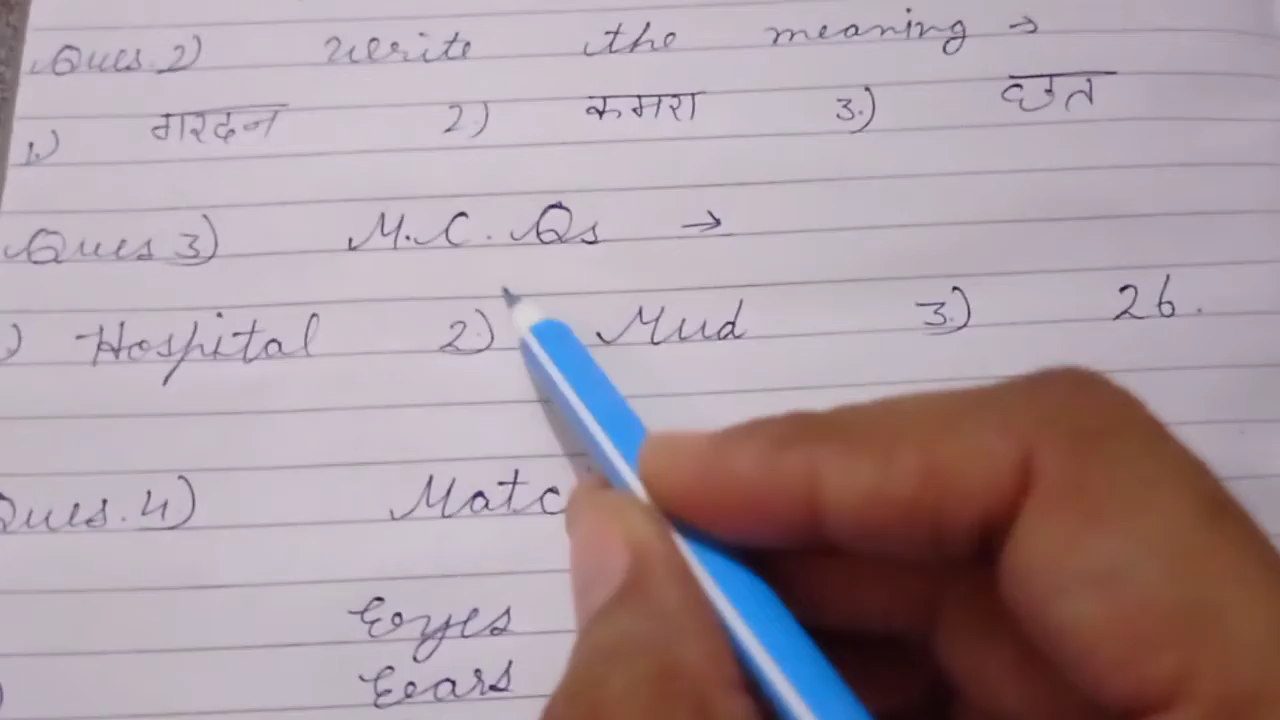 Ques. 2) Write the meaning →
1.) गरदन 2.) कमरा 3.) छत
Ques 3) M.C.Qs →
) Hospital 2.) Mud 3.) 26.
Ques. 4) Matc
Eyes
Ears